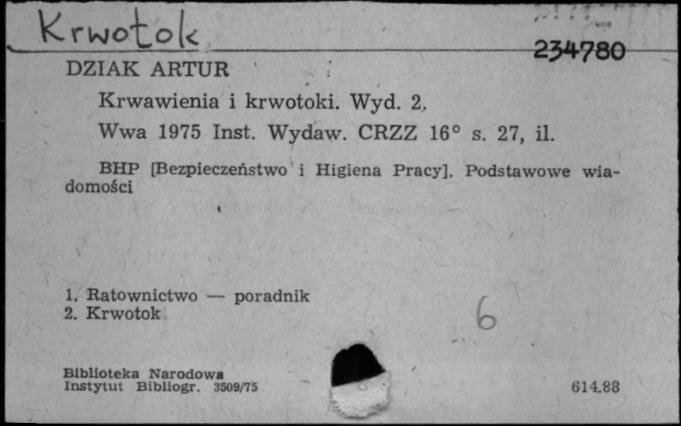 Krwotok
234780
DZIAK ARTUR
Krwawienia i krwotoki. Wyd. 2.
Wwa 1975 Inst. Wydaw. CRZZ 16° s. 27, il.
BHP [Bezpieczeństwo i Higiena Pracy]. Podstawowe wia-
domości
1. Ratownictwo — poradnik
2. Krwotok
6
Biblioteka Narodowa
Instytut Bibliogr. 3509/75
614.88